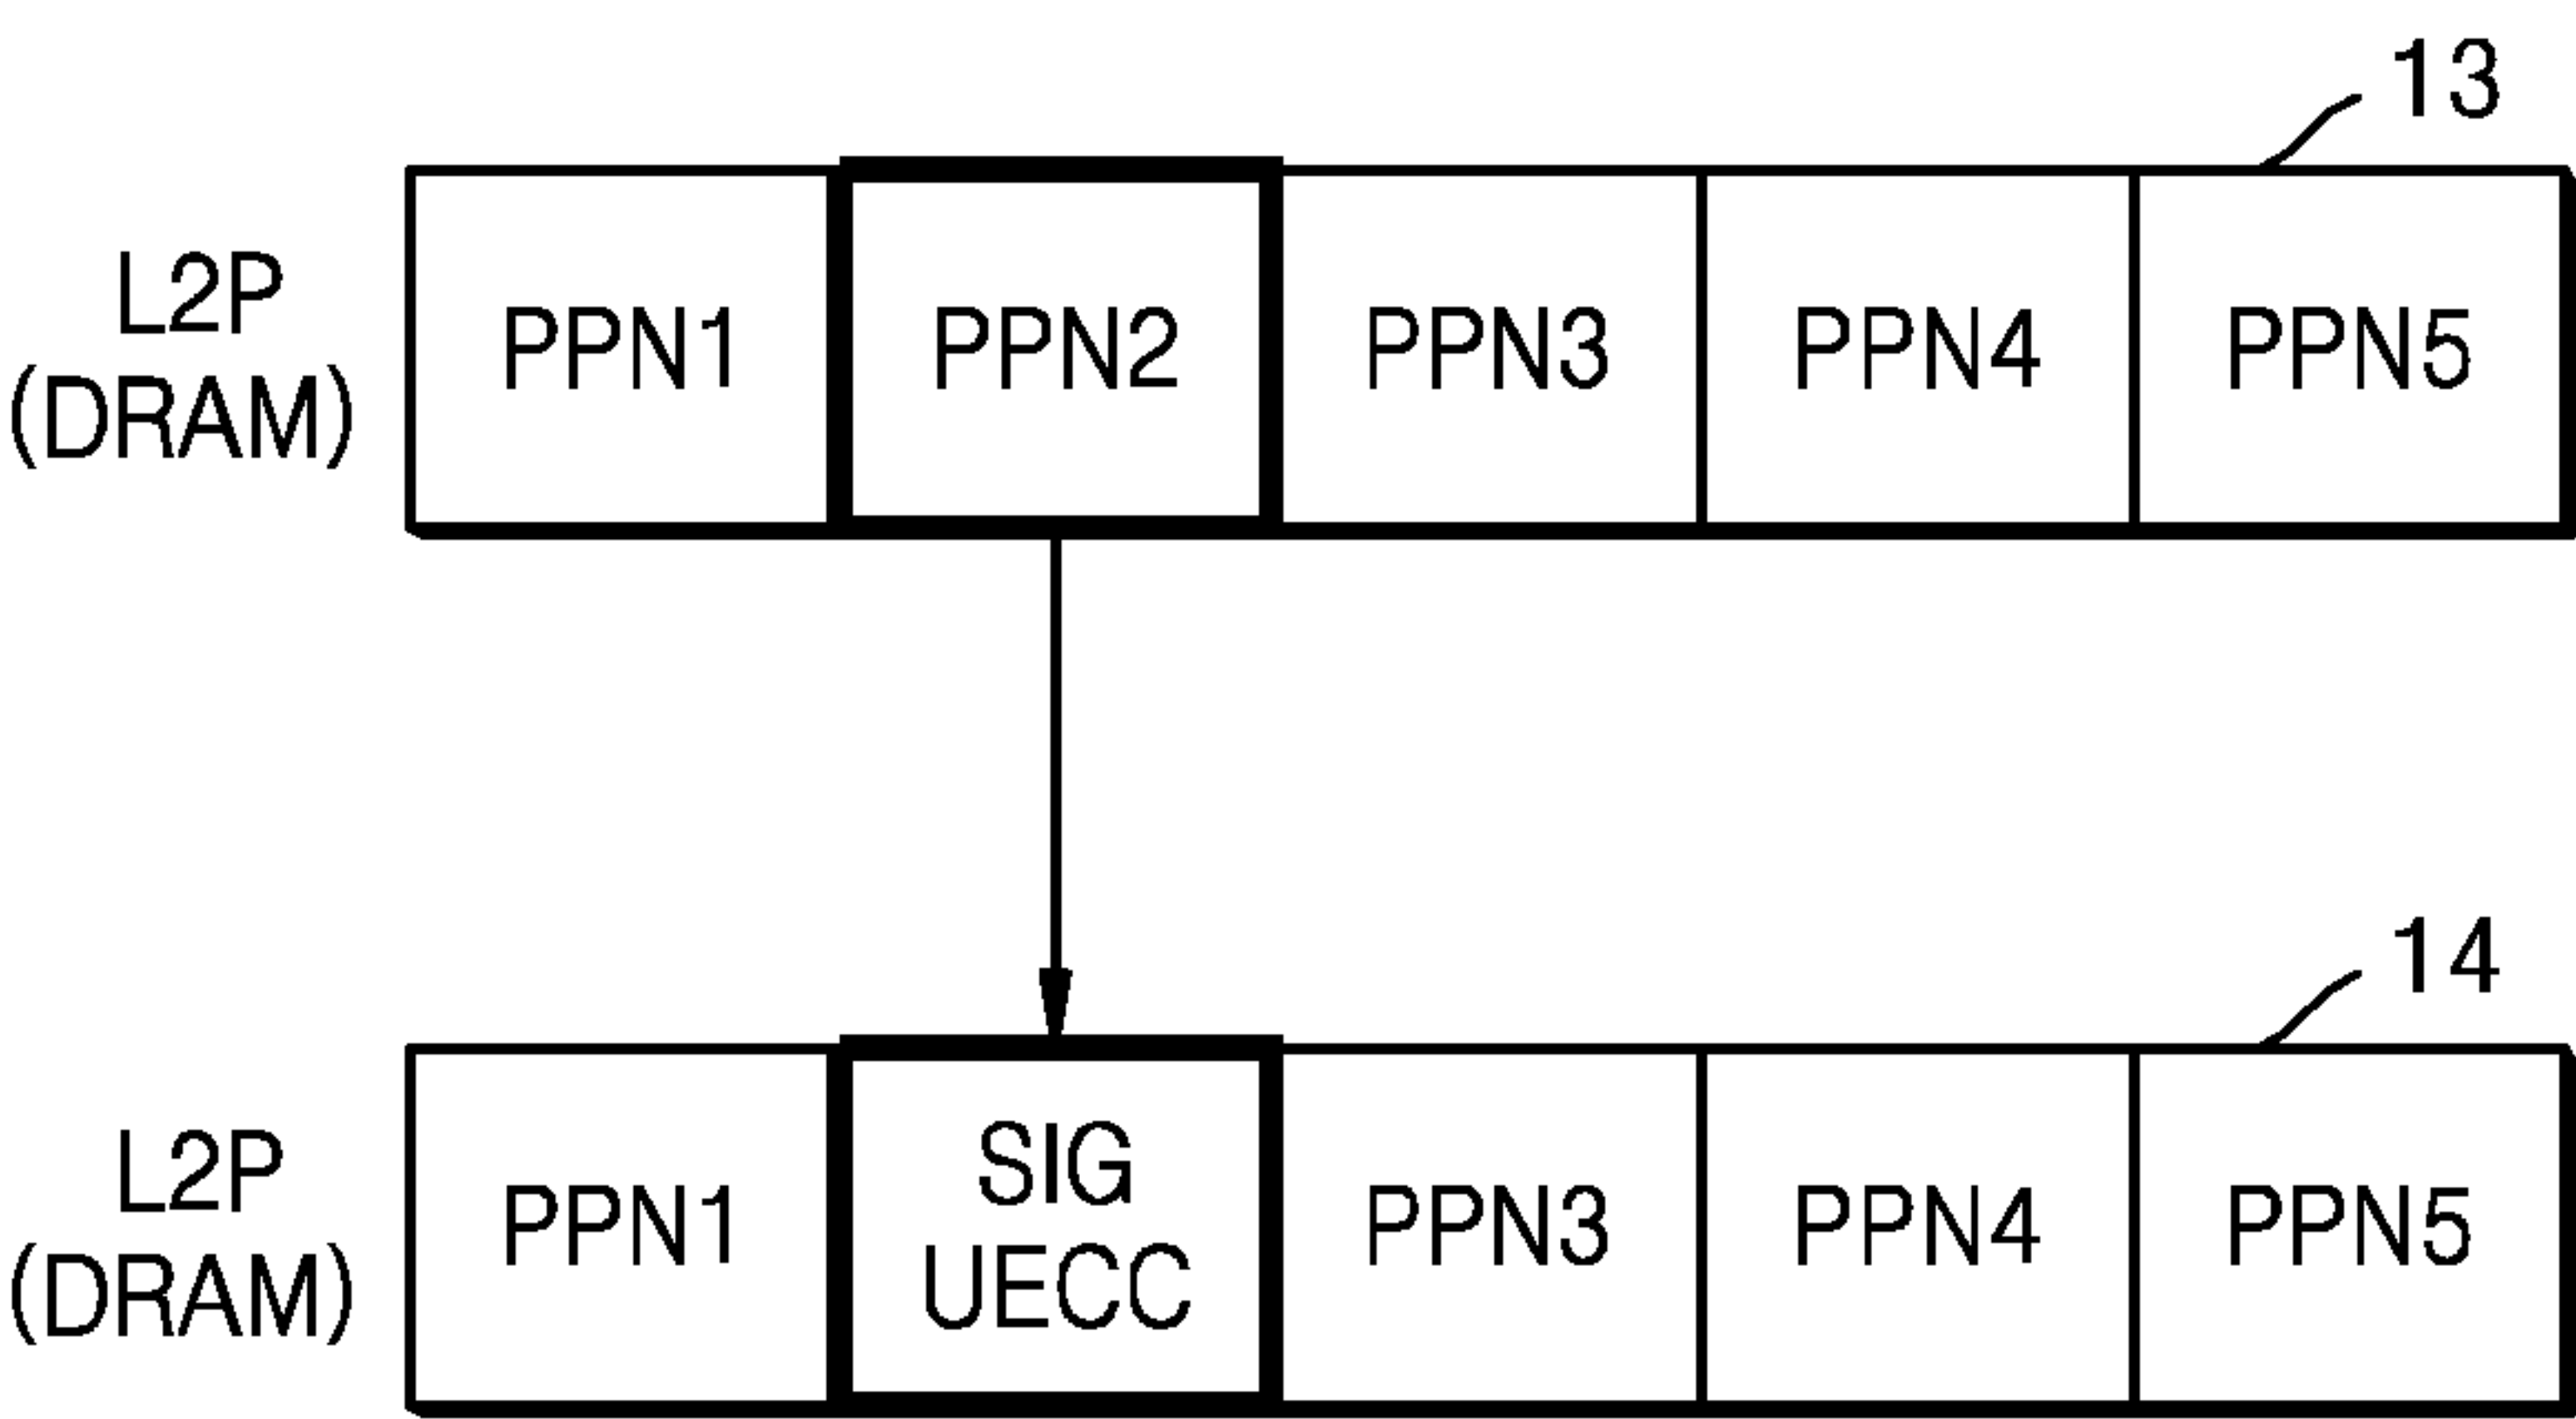 13
L2P
(DRAM)
PPN1 PPN2 PPN3 PPN4 PPN5
14
L2P
(DRAM)
PPN1 SIG UECC PPN3 PPN4 PPN5